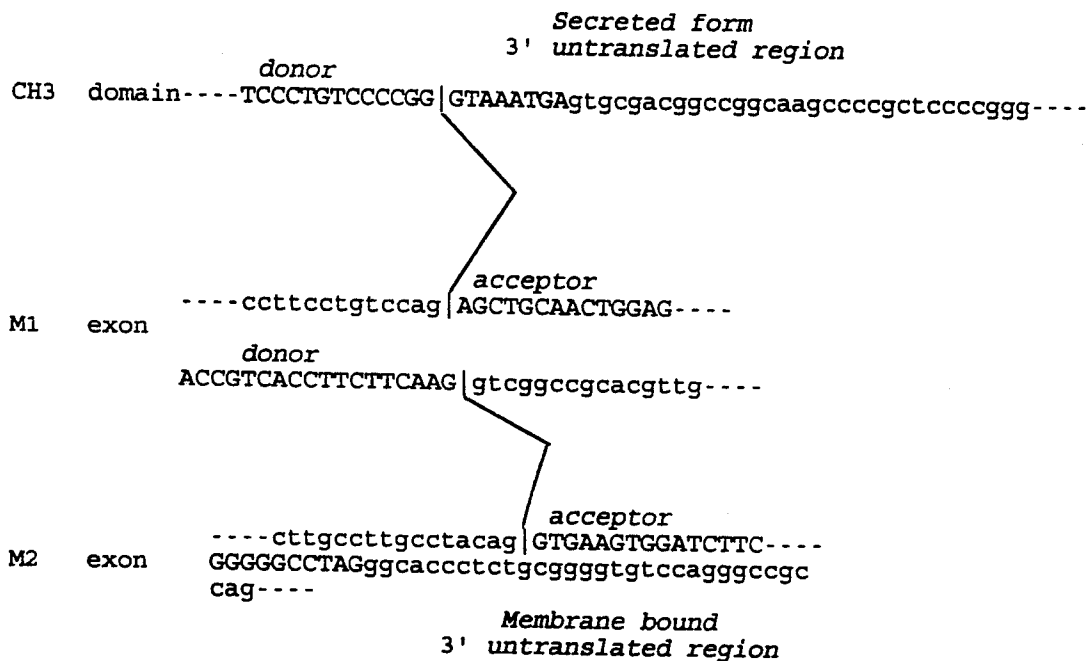 Secreted form
3' untranslated region
donor
CH3 domain----TCCCTGTCCCCGG|GTAAATGAgtgcgacggccggcaagccccgctccccggg----
acceptor
----ccttcctgtccag|AGCTGCAACTGGAG----
M1 exon
donor
ACCGTCACCTTCTTCAAG|gtcggccgcacgttg----
acceptor
----cttgccttgcctacag|GTGAAGTGGATCTTC----
M2 exon
GGGGGCCTAGggcaccctctgcggggtgtccagggccgc
cag----
Membrane bound
3' untranslated region